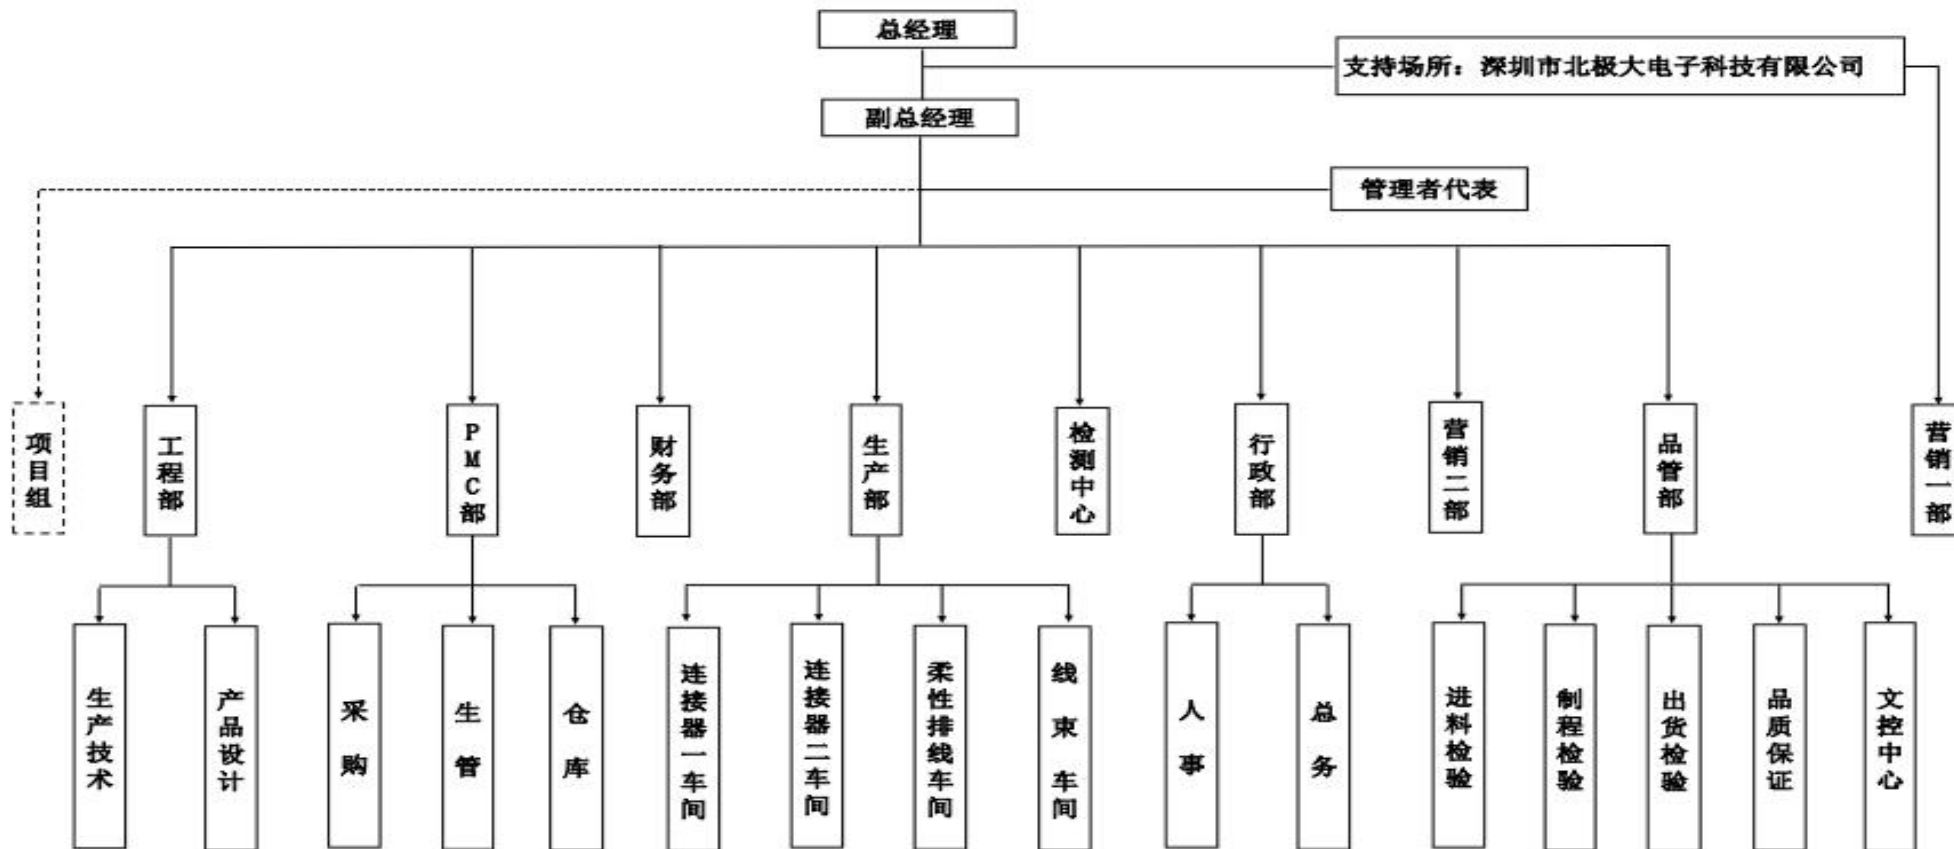 总经理
支持场所：深圳市北极大电子科技有限公司
副总经理
管理者代表
项目组
工程部
PMC部
财务部
生产部
检测中心
行政部
营销二部
品管部
营销一部
生产技术
产品设计
采购
生管
仓库
连接器一车间
连接器二车间
柔性排线车间
线束车间
人事
总务
进料检验
制程检验
出货检验
品质保证
文控中心